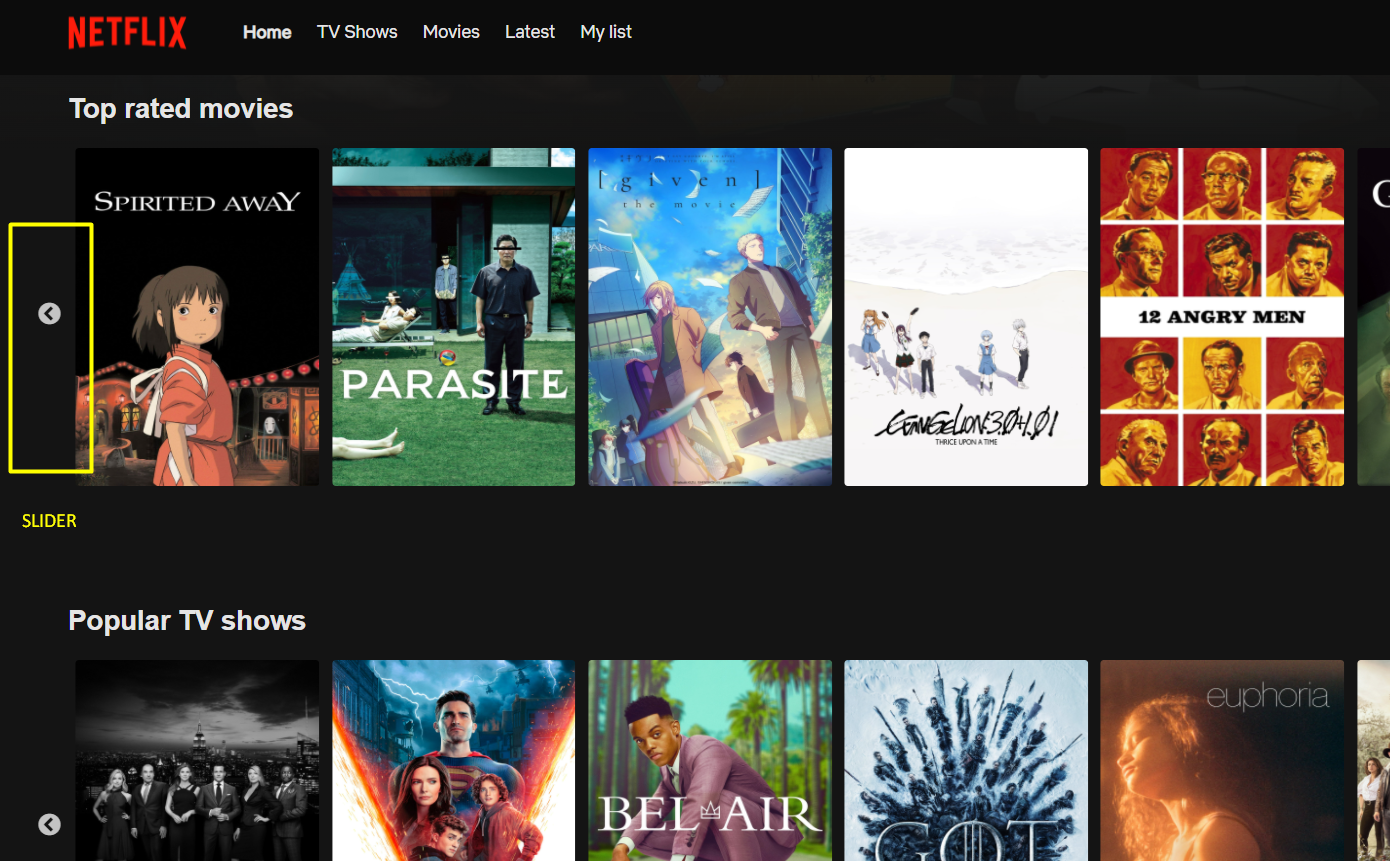 NETFLIX
Home TV Shows Movies Latest My list
Top rated movies
SPIRITED AWAY
PARASITE
[given]
the movie
EVANGELION:3.0+1.01
THRICE UPON A TIME
12 ANGRY MEN
SLIDER
Popular TV shows
BEL AIR
GOT
euphoria